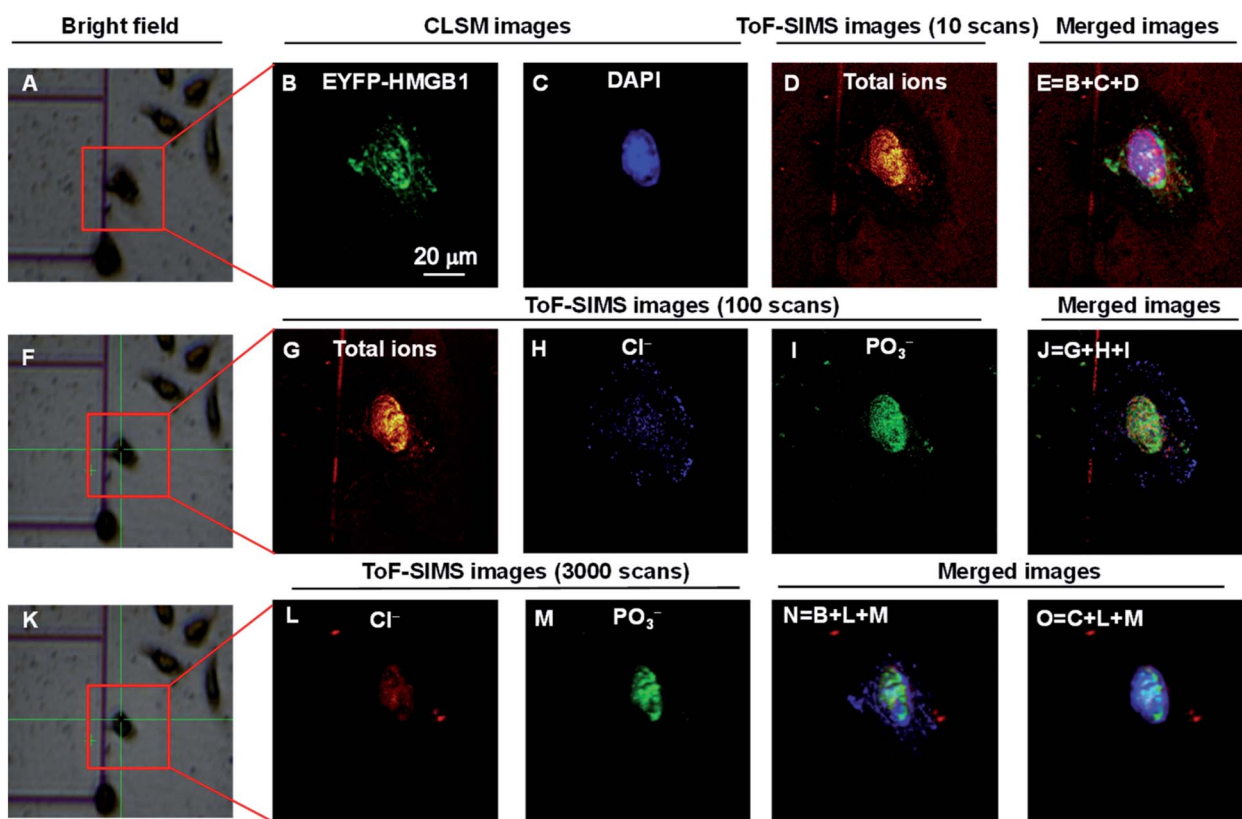 Bright field CLSM images ToF-SIMS images (10 scans) Merged images
A B EYFP-HMGB1 C DAPI D Total ions E=B+C+D
20 μm
ToF-SIMS images (100 scans) Merged images
F G Total ions H Cl⁻ I PO₃⁻ J=G+H+I
ToF-SIMS images (3000 scans) Merged images
K L Cl⁻ M PO₃⁻ N=B+L+M O=C+L+M